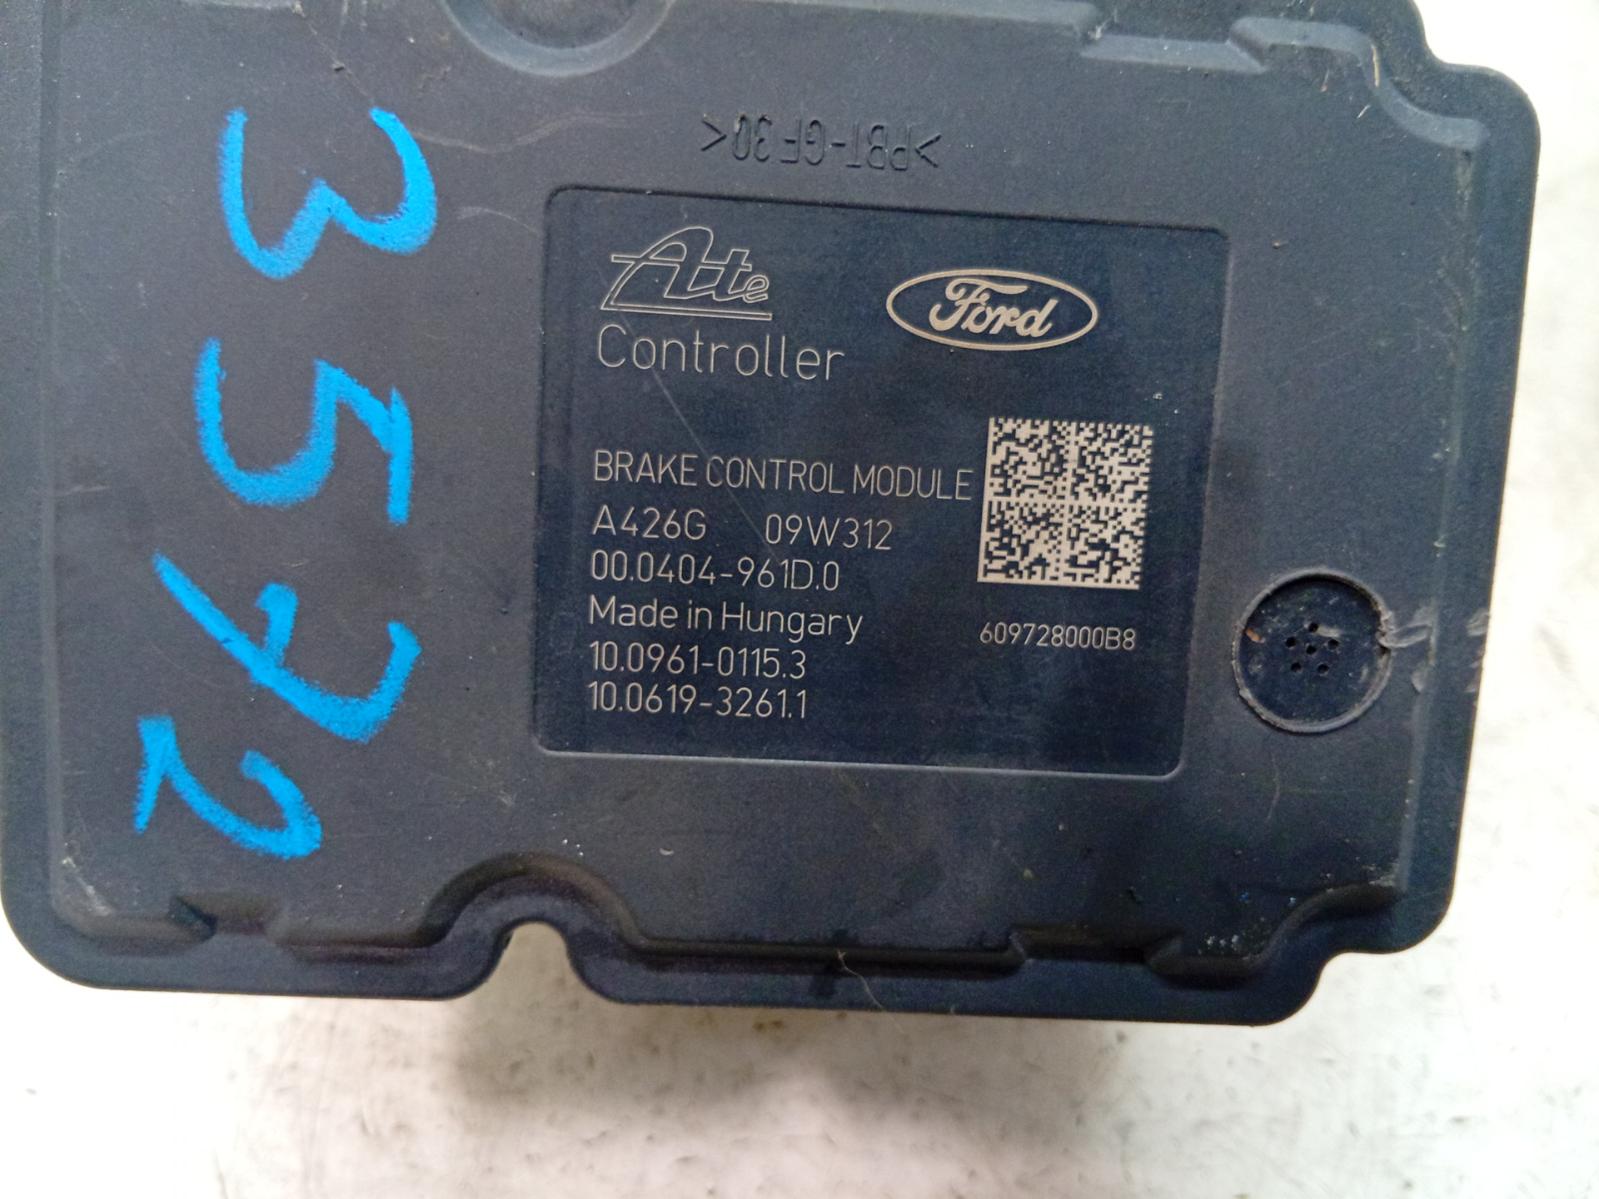 3572
>PBT-GF30<
Ate
Ford
Controller
BRAKE CONTROL MODULE
A426G 09W312
00.0404-961D.0
Made in Hungary
609728000B8
10.0961-0115.3
10.0619-3261.1